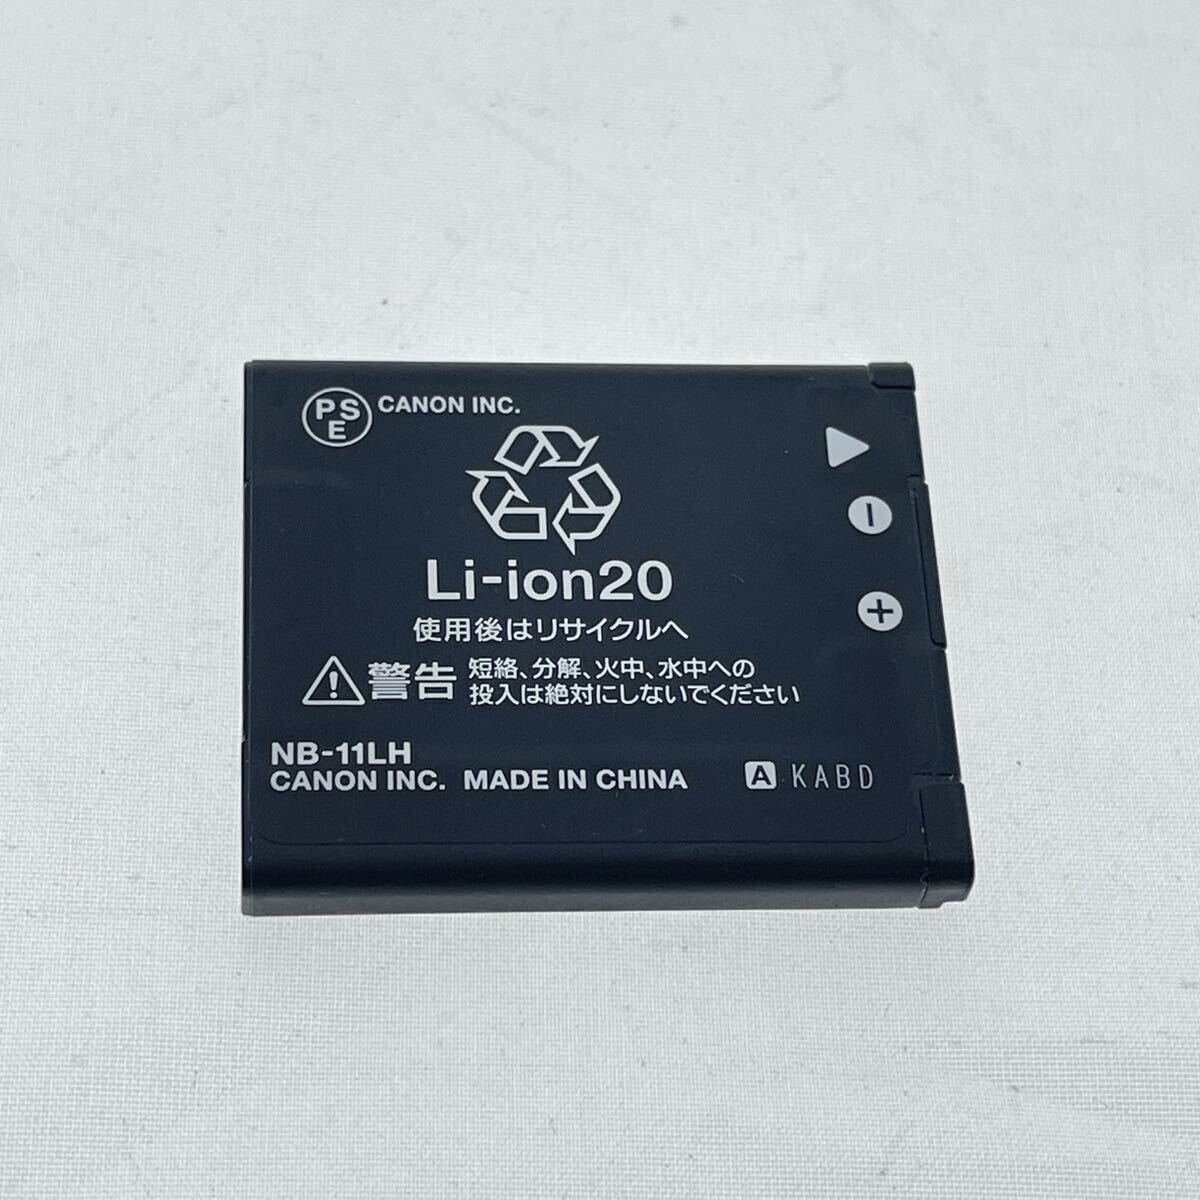 PSE CANON INC.
Li-ion20
使用後はリサイクルへ
警告 短絡、分解、火中、水中への
投入は絶対にしないでください
NB-11LH
CANON INC. MADE IN CHINA A KABD